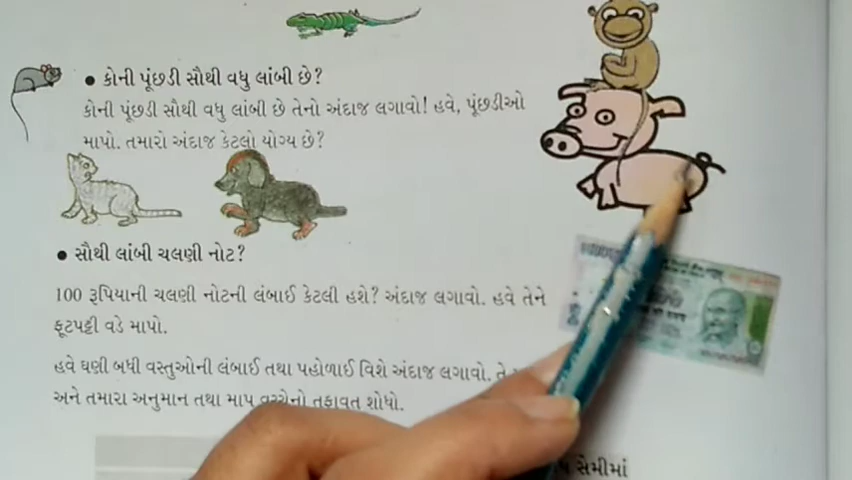 ● કોની પૂંછડી સૌથી વધુ લાંબી છે?
કોની પૂંછડી સૌથી વધુ લાંબી છે તેનો અંદાજ લગાવો! હવે, પૂંછડીઓ
માપો. તમારો અંદાજ કેટલો યોગ્ય છે?
● સૌથી લાંબી ચલણી નોટ?
100 રૂપિયાની ચલણી નોટની લંબાઈ કેટલી હશે? અંદાજ લગાવો. હવે તેને
ફૂટપટ્ટી વડે માપો.
હવે ઘણી બધી વસ્તુઓની લંબાઈ તથા પહોળાઈ વિશે અંદાજ લગાવો.
અને તમારા અનુમાન તથા માપ વચ્ચેનો તફાવત શોધો.
સેમીમાં